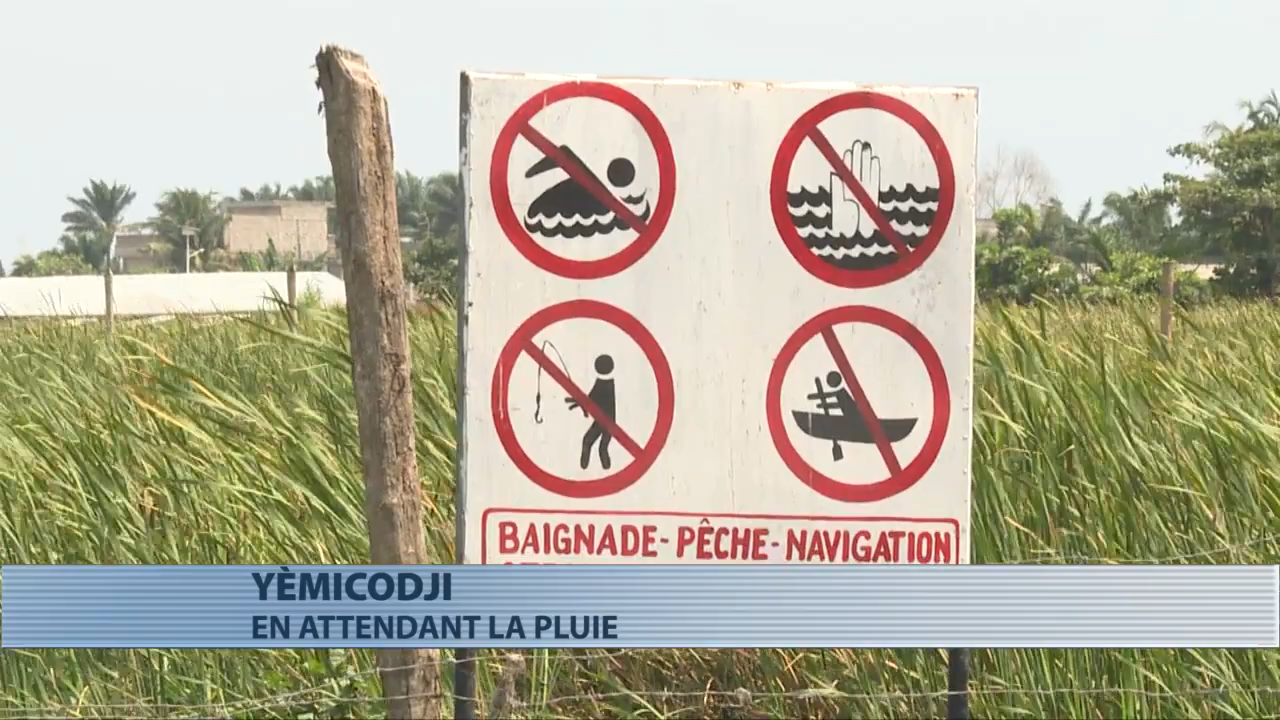 BAIGNADE - PÊCHE - NAVIGATION
YÈMICODJI
EN ATTENDANT LA PLUIE